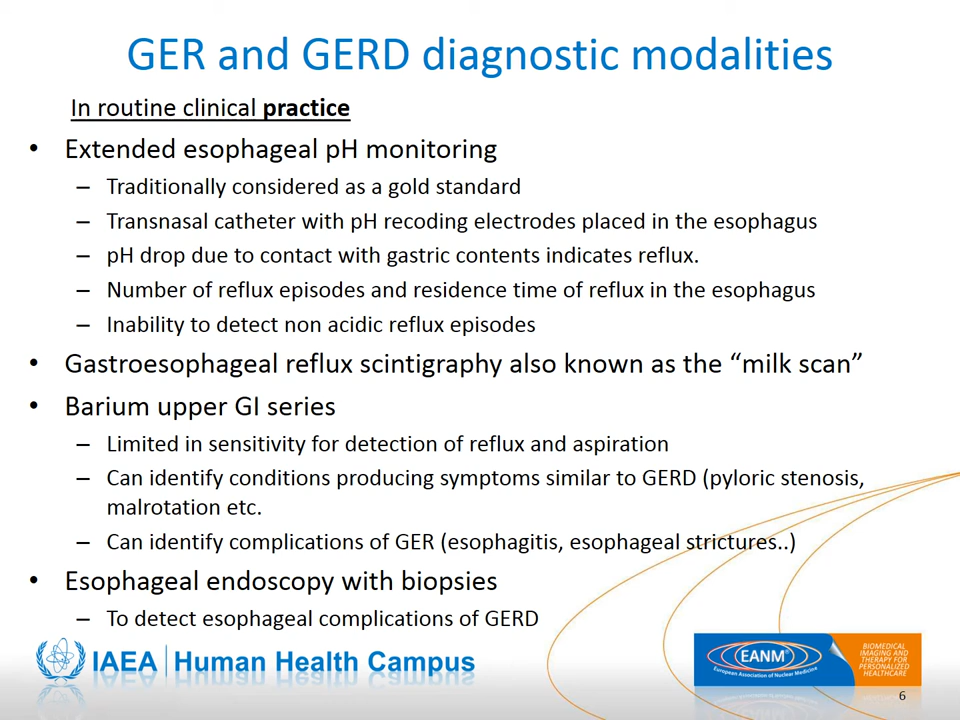 GER and GERD diagnostic modalities
In routine clinical practice
• Extended esophageal pH monitoring
– Traditionally considered as a gold standard
– Transnasal catheter with pH recoding electrodes placed in the esophagus
– pH drop due to contact with gastric contents indicates reflux.
– Number of reflux episodes and residence time of reflux in the esophagus
– Inability to detect non acidic reflux episodes
• Gastroesophageal reflux scintigraphy also known as the “milk scan”
• Barium upper GI series
– Limited in sensitivity for detection of reflux and aspiration
– Can identify conditions producing symptoms similar to GERD (pyloric stenosis,
malrotation etc.
– Can identify complications of GER (esophagitis, esophageal strictures..)
• Esophageal endoscopy with biopsies
– To detect esophageal complications of GERD
IAEA | Human Health Campus
EANM®
European Association of Nuclear Medicine
BIOMEDICAL
IMAGING AND
THERAPY FOR
PERSONALIZED
HEALTHCARE
6